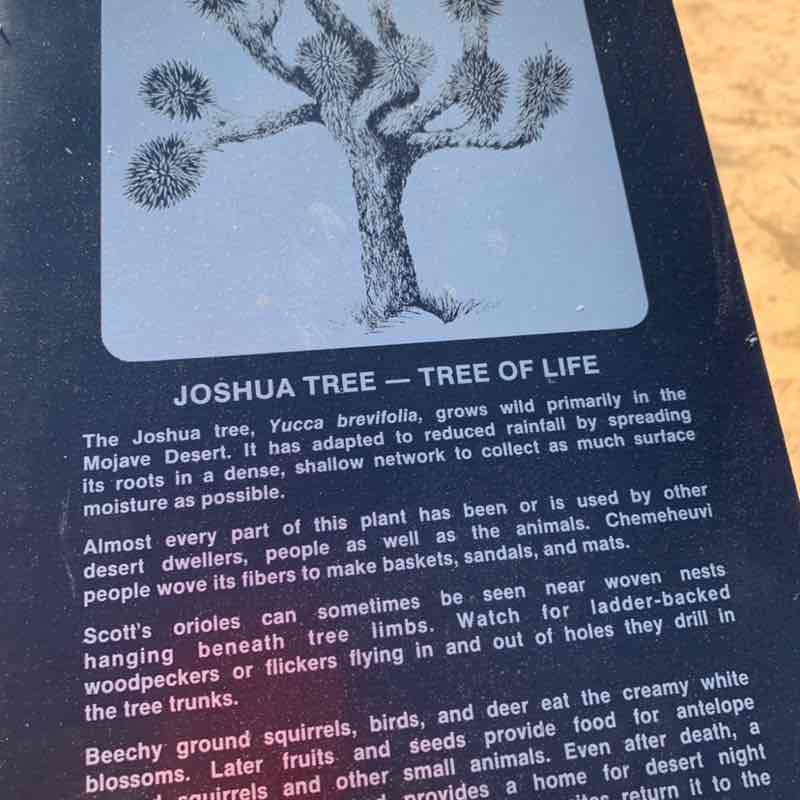 JOSHUA TREE — TREE OF LIFE
The Joshua tree, Yucca brevifolia, grows wild primarily in the
Mojave Desert. It has adapted to reduced rainfall by spreading
its roots in a dense, shallow network to collect as much surface
moisture as possible.
Almost every part of this plant has been or is used by other
desert dwellers, people as well as the animals. Chemeheuvi
people wove its fibers to make baskets, sandals, and mats.
Scott's orioles can sometimes be seen near woven nests
hanging beneath tree limbs. Watch for ladder-backed
woodpeckers or flickers flying in and out of holes they drill in
the tree trunks.
Beechy ground squirrels, birds, and deer eat the creamy white
blossoms. Later fruits and seeds provide food for antelope
squirrels and other small animals. Even after death, a
provides a home for desert night
return it to the